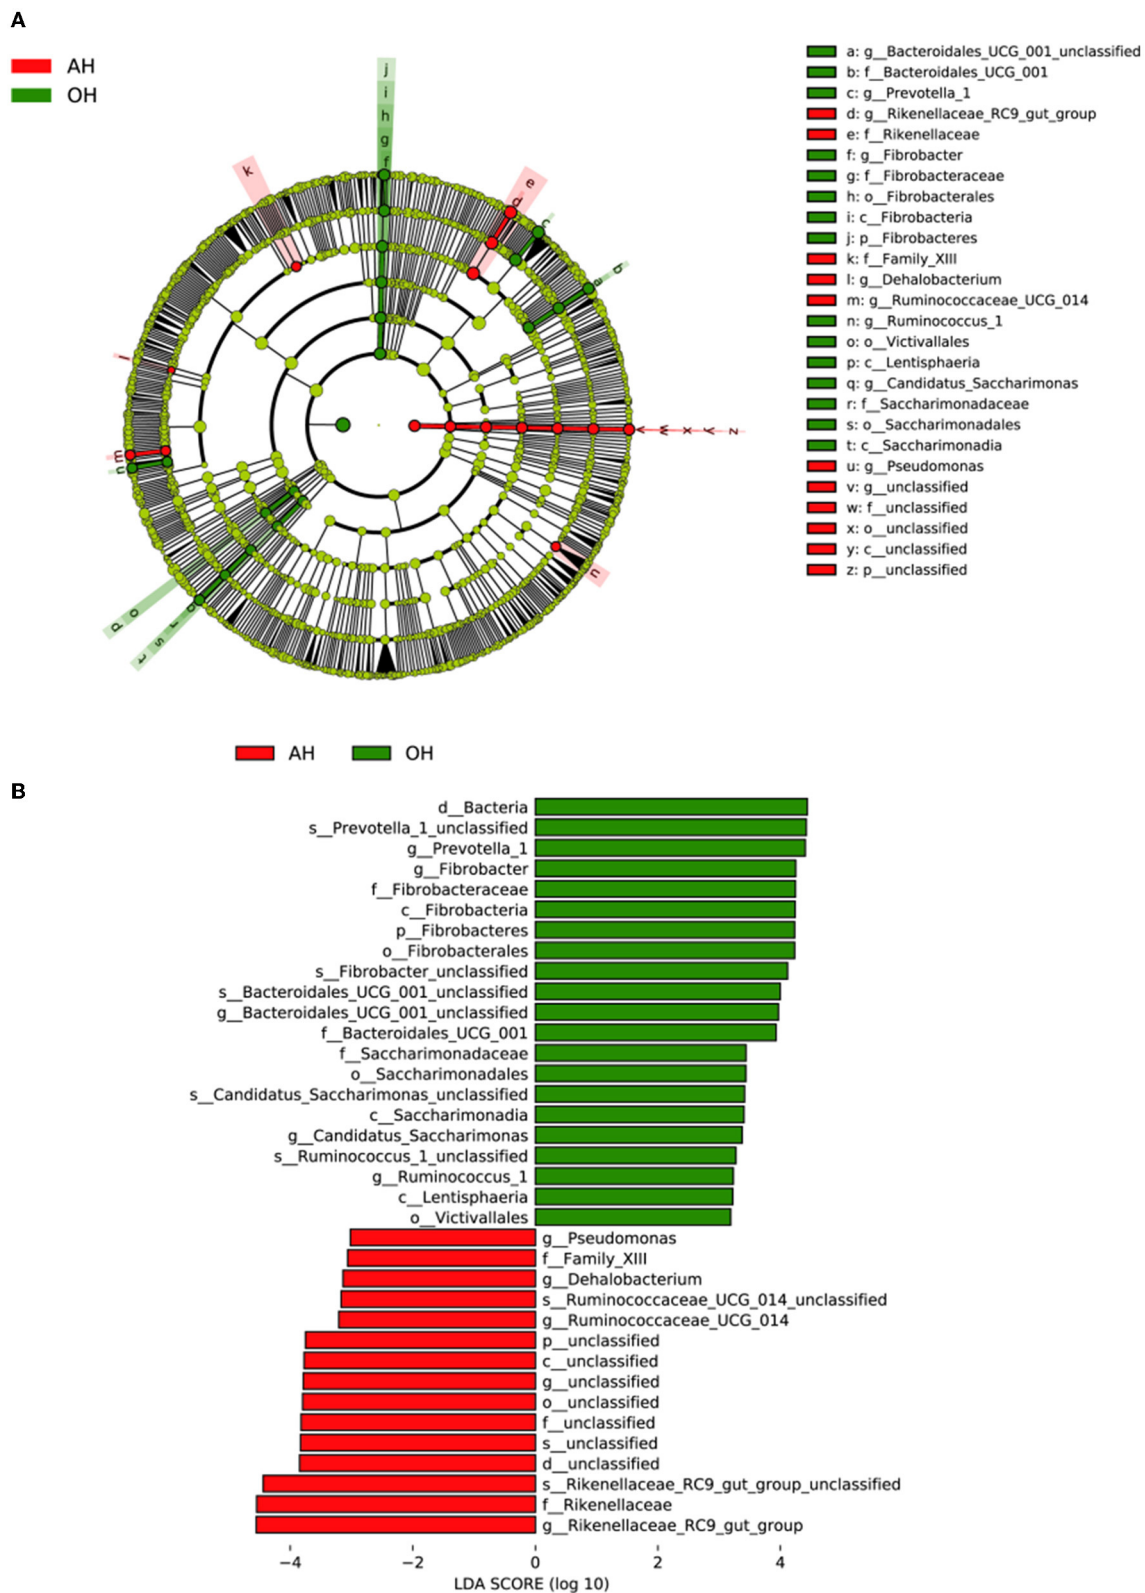 A
AH
OH
j
i
h
g
f
k
e
d
c
b
a
l
m
n
v w x y z
u
p o
t s r q
a: g__Bacteroidales_UCG_001_unclassified
b: f__Bacteroidales_UCG_001
c: g__Prevotella_1
d: g__Rikenellaceae_RC9_gut_group
e: f__Rikenellaceae
f: g__Fibrobacter
g: f__Fibrobacteraceae
h: o__Fibrobacterales
i: c__Fibrobacteria
j: p__Fibrobacteres
k: f__Family_XIII
l: g__Dehalobacterium
m: g__Ruminococcaceae_UCG_014
n: g__Ruminococcus_1
o: o__Victivallales
p: c__Lentisphaeria
q: g__Candidatus_Saccharimonas
r: f__Saccharimonadaceae
s: o__Saccharimonadales
t: c__Saccharimonadia
u: g__Pseudomonas
v: g__unclassified
w: f__unclassified
x: o__unclassified
y: c__unclassified
z: p__unclassified
AH OH
B
d__Bacteria
s__Prevotella_1_unclassified
g__Prevotella_1
g__Fibrobacter
f__Fibrobacteraceae
c__Fibrobacteria
p__Fibrobacteres
o__Fibrobacterales
s__Fibrobacter_unclassified
s__Bacteroidales_UCG_001_unclassified
g__Bacteroidales_UCG_001_unclassified
f__Bacteroidales_UCG_001
f__Saccharimonadaceae
o__Saccharimonadales
s__Candidatus_Saccharimonas_unclassified
c__Saccharimonadia
g__Candidatus_Saccharimonas
s__Ruminococcus_1_unclassified
g__Ruminococcus_1
c__Lentisphaeria
o__Victivallales
g__Pseudomonas
f__Family_XIII
g__Dehalobacterium
s__Ruminococcaceae_UCG_014_unclassified
g__Ruminococcaceae_UCG_014
p__unclassified
c__unclassified
g__unclassified
o__unclassified
f__unclassified
s__unclassified
d__unclassified
s__Rikenellaceae_RC9_gut_group_unclassified
f__Rikenellaceae
g__Rikenellaceae_RC9_gut_group
−4 −2 0 2 4
LDA SCORE (log 10)